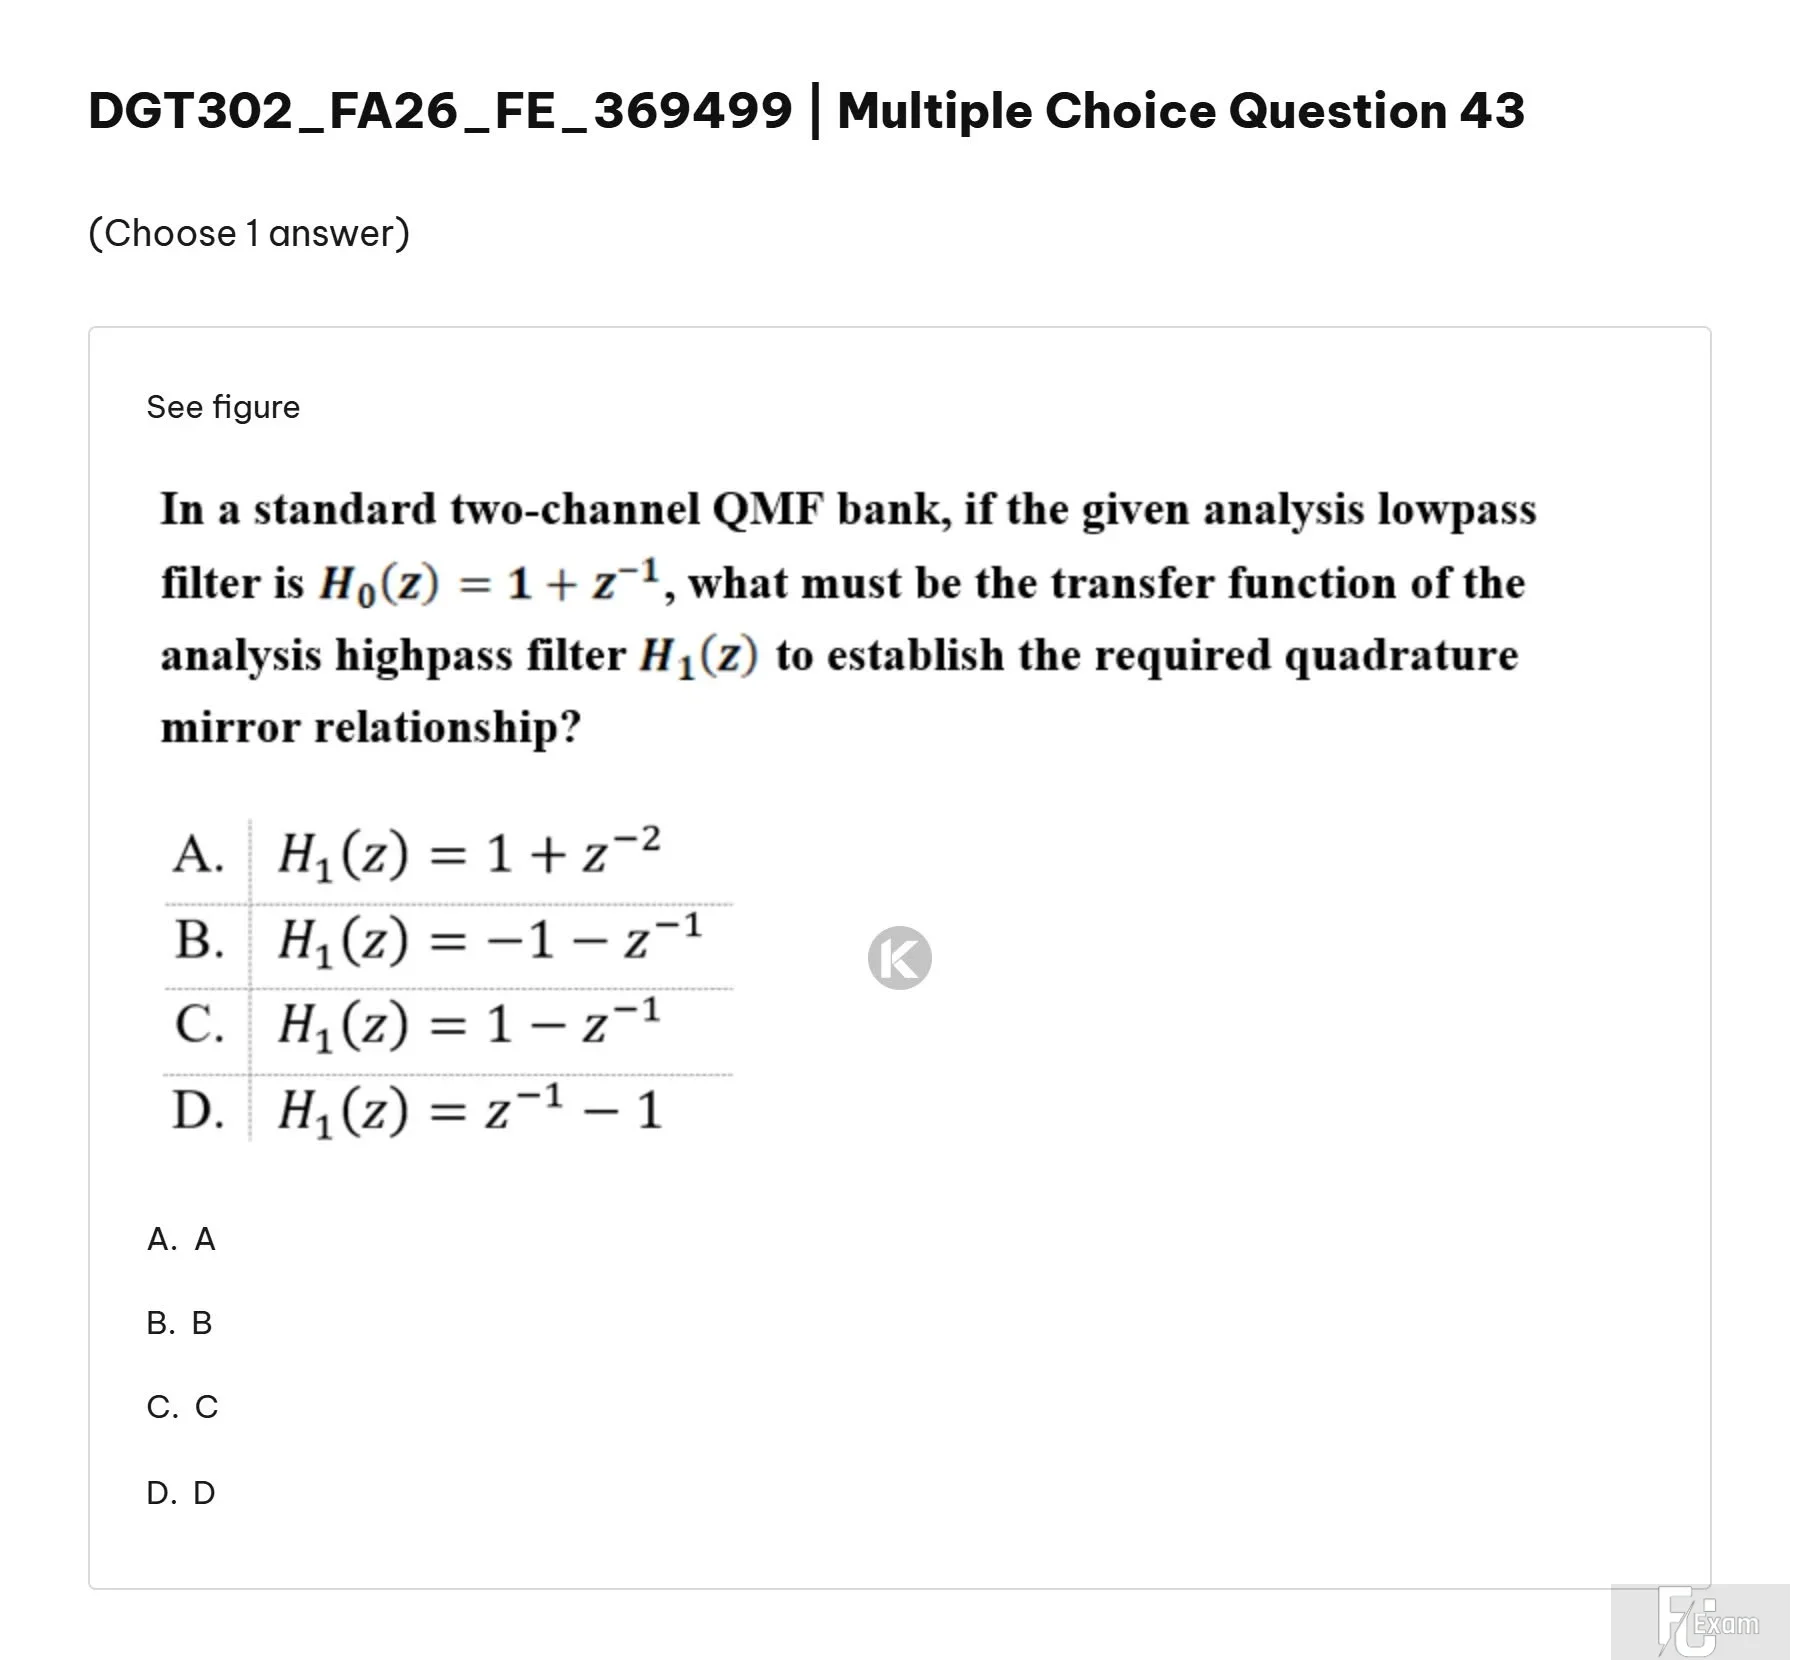 DGT302_FA26_FE_369499 | Multiple Choice Question 43
(Choose 1 answer)
See figure
In a standard two-channel QMF bank, if the given analysis lowpass
filter is H₀(z) = 1 + z⁻¹, what must be the transfer function of the
analysis highpass filter H₁(z) to establish the required quadrature
mirror relationship?
A. H₁(z) = 1 + z⁻²
B. H₁(z) = −1 − z⁻¹
C. H₁(z) = 1 − z⁻¹
D. H₁(z) = z⁻¹ − 1
K
A. A
B. B
C. C
D. D
FC Exam